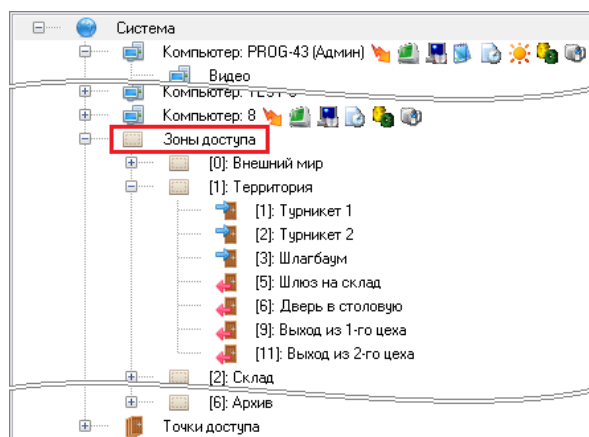 Система
Компьютер: PROG-43 (Админ)
Видео
Компьютер: TEST-3
Компьютер: 8
Зоны доступа
[0]: Внешний мир
[1]: Территория
[1]: Турникет 1
[2]: Турникет 2
[3]: Шлагбаум
[5]: Шлюз на склад
[6]: Дверь в столовую
[9]: Выход из 1-го цеха
[11]: Выход из 2-го цеха
[2]: Склад
[6]: Архив
Точки доступа